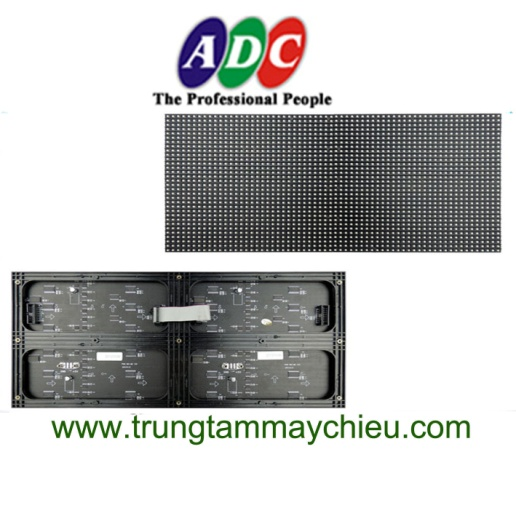 ADC
The Professional People
www.trungtammaychieu.com